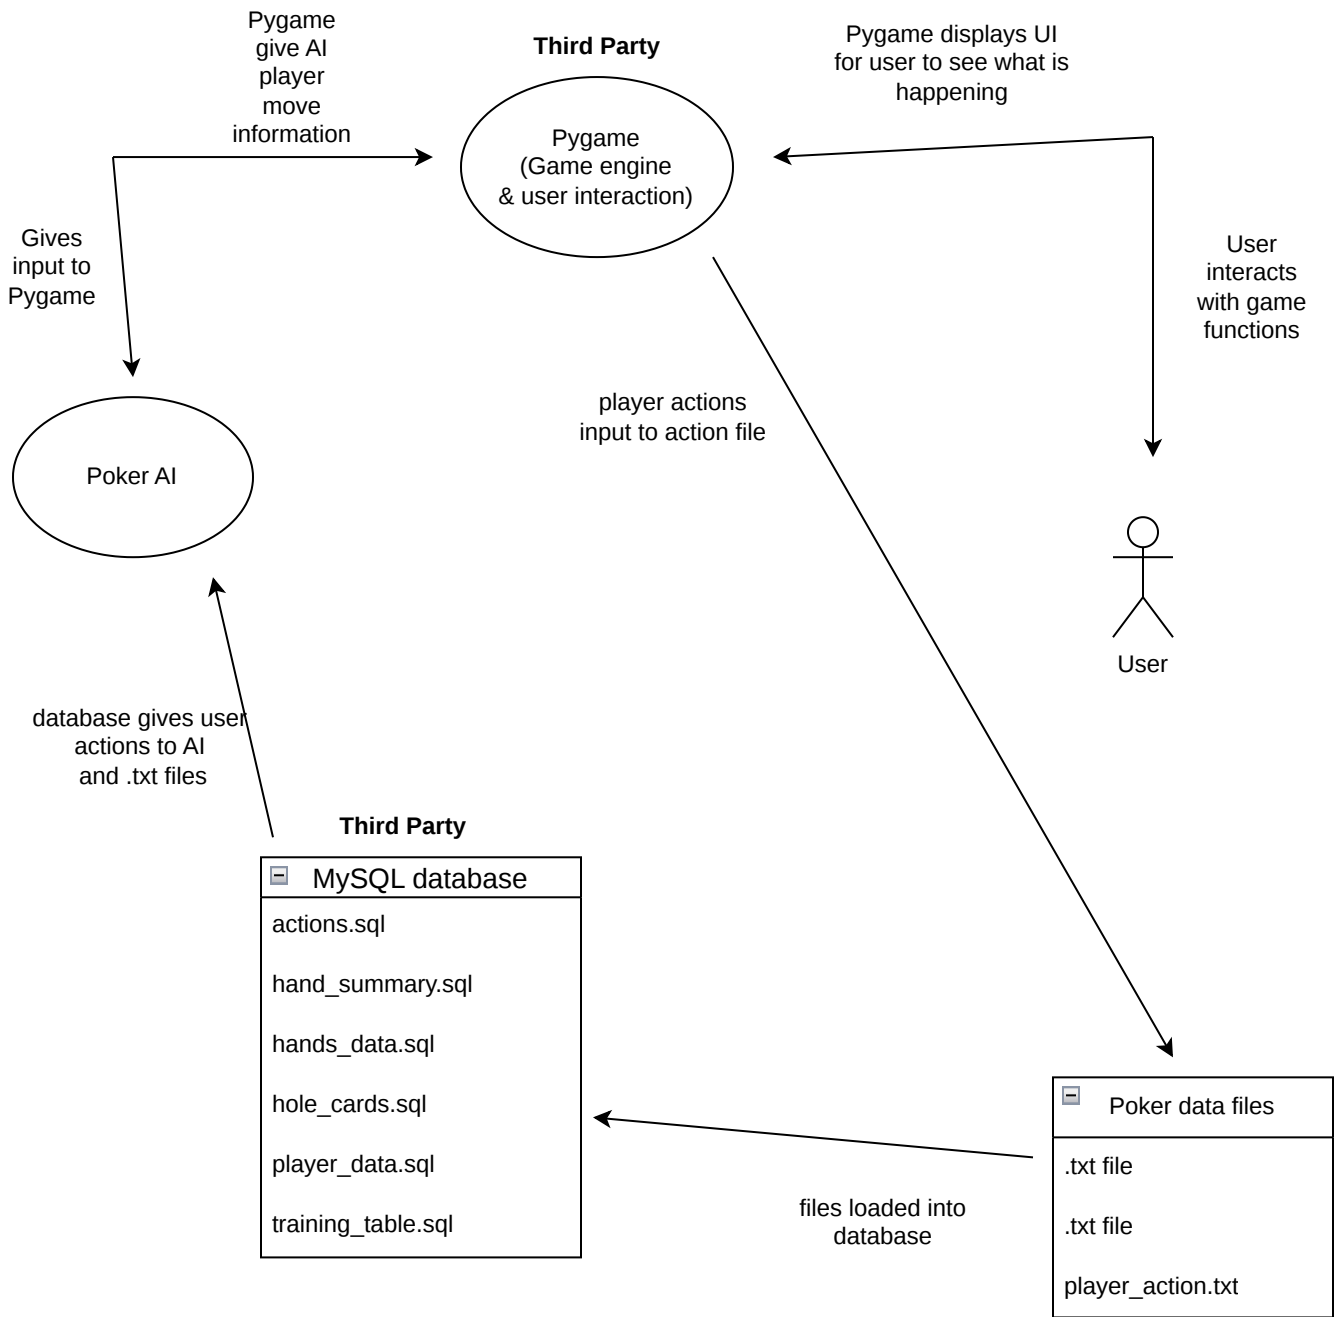 Pygame
give AI
player
move
information
Third Party
Pygame displays UI
for user to see what is
happening
Pygame
(Game engine
& user interaction)
Gives
input to
Pygame
User
interacts
with game
functions
player actions
input to action file
Poker AI
User
database gives user
actions to AI
and .txt files
Third Party
MySQL database
actions.sql
hand_summary.sql
hands_data.sql
hole_cards.sql
player_data.sql
training_table.sql
Poker data files
.txt file
.txt file
player_action.txt
files loaded into
database